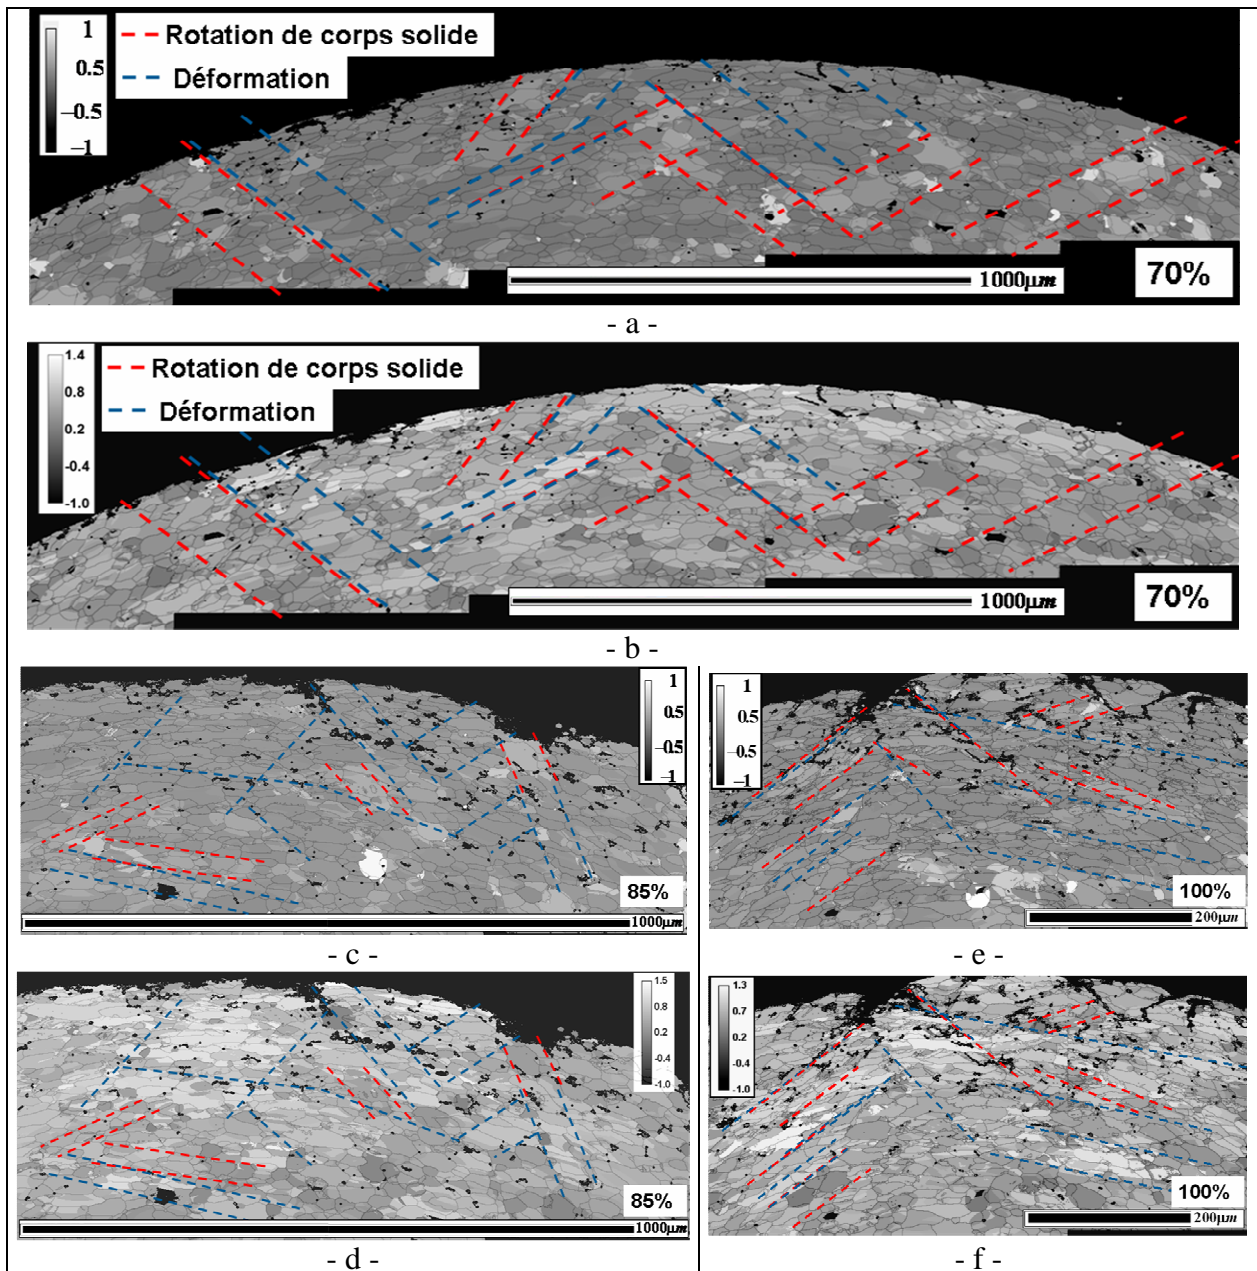 1
0.5
−0.5
−1
Rotation de corps solide
Déformation
1000µm
70%
- a -
1.4
0.8
0.2
-0.4
-1.0
Rotation de corps solide
Déformation
1000µm
70%
- b -
1
0.5
−0.5
−1
85%
1000µm
- c -
1
0.5
−0.5
−1
100%
200µm
- e -
1.5
0.8
0.2
-0.4
-1.0
85%
1000µm
- d -
1.3
0.7
0.1
-0.4
-1.0
100%
200µm
- f -